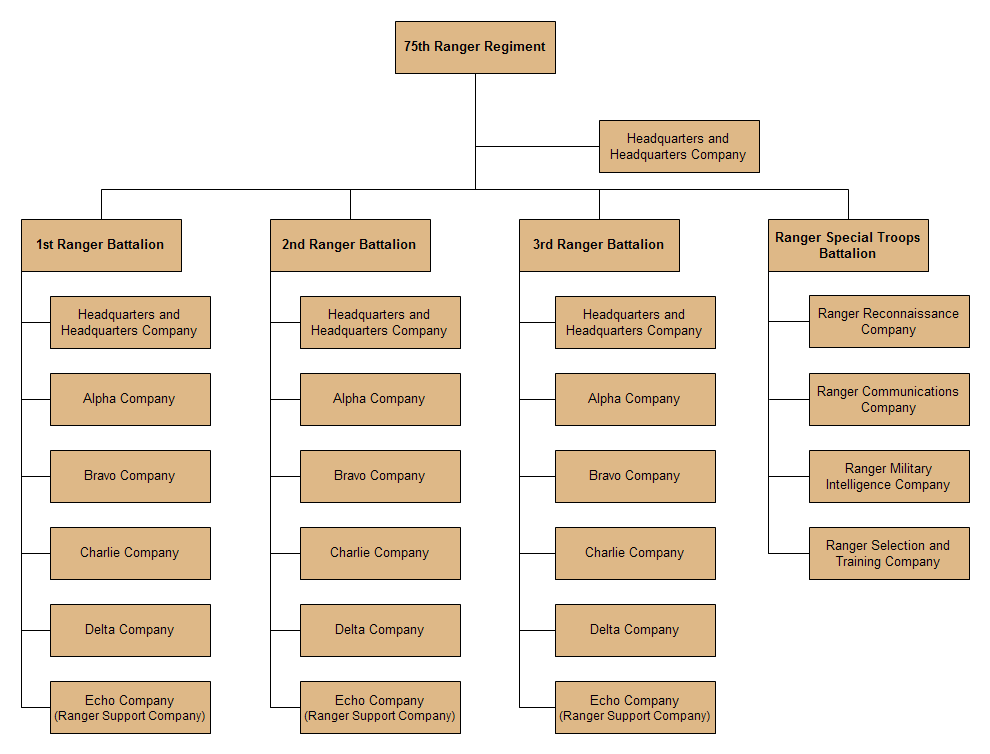 75th Ranger Regiment
Headquarters and
Headquarters Company
1st Ranger Battalion
Headquarters and
Headquarters Company
Alpha Company
Bravo Company
Charlie Company
Delta Company
Echo Company
(Ranger Support Company)
2nd Ranger Battalion
Headquarters and
Headquarters Company
Alpha Company
Bravo Company
Charlie Company
Delta Company
Echo Company
(Ranger Support Company)
3rd Ranger Battalion
Headquarters and
Headquarters Company
Alpha Company
Bravo Company
Charlie Company
Delta Company
Echo Company
(Ranger Support Company)
Ranger Special Troops
Battalion
Ranger Reconnaissance
Company
Ranger Communications
Company
Ranger Military
Intelligence Company
Ranger Selection and
Training Company